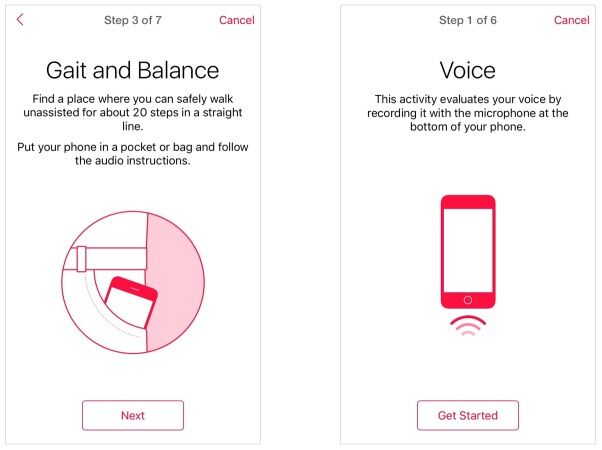 Step 3 of 7
Cancel
Gait and Balance
Find a place where you can safely walk
unassisted for about 20 steps in a straight
line.
Put your phone in a pocket or bag and follow
the audio instructions.
Next
Step 1 of 6
Cancel
Voice
This activity evaluates your voice by
recording it with the microphone at the
bottom of your phone.
Get Started